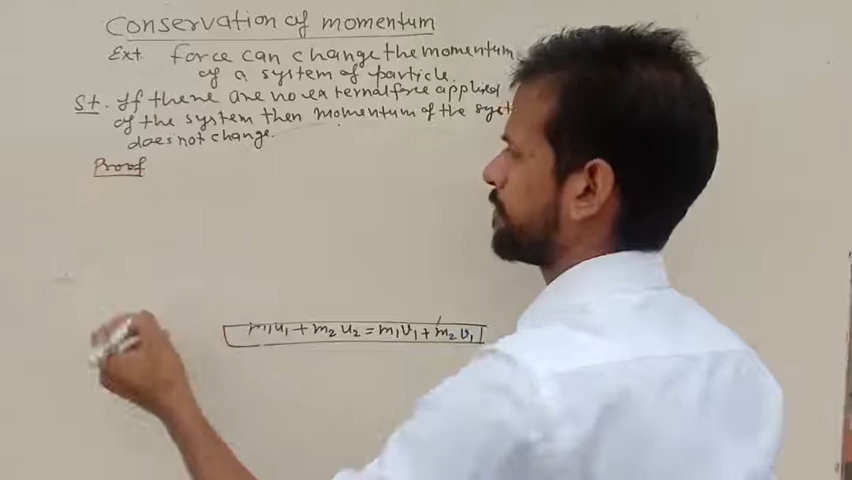 Conservation of momentum
Ext. force can change the momentum
of a system of particle.
St. If there are no external force applied
of the system then momentum of the syst
does not change.
Proof
m₁u₁ + m₂u₂ = m₁v₁ + m₂v₁